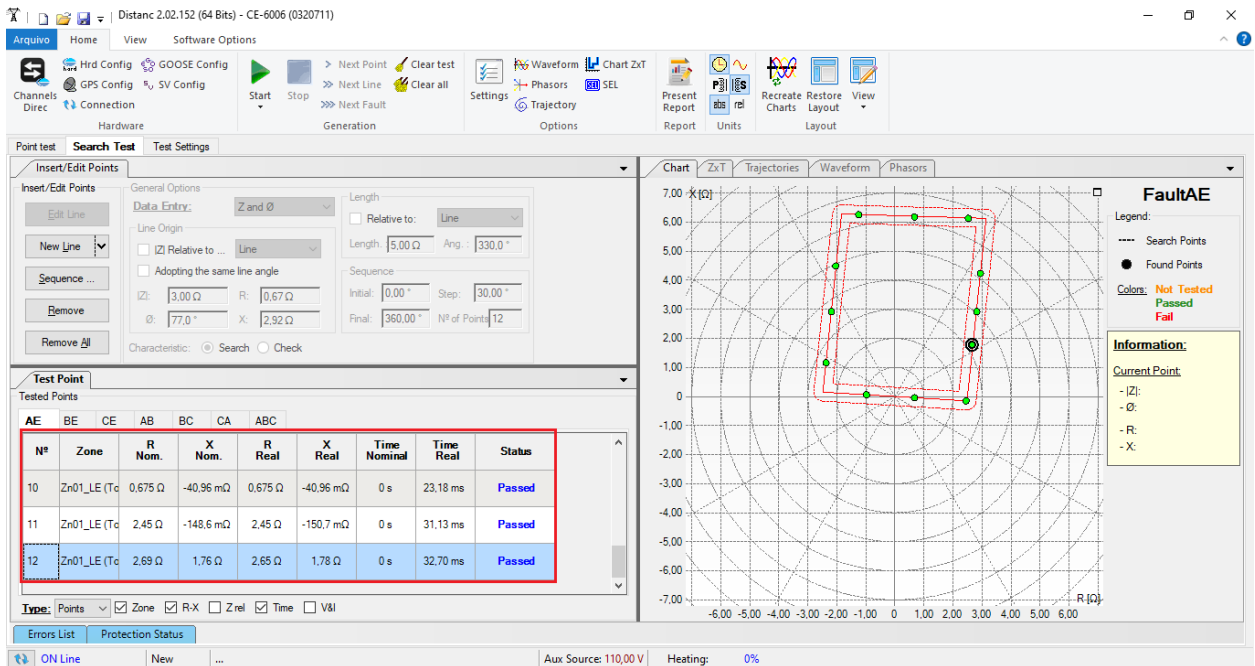 Distanc 2.02.152 (64 Bits) - CE-6006 (0320711)
Arquivo Home View Software Options
Channels Direc
Hrd Config GOOSE Config
GPS Config SV Config
Connection
Hardware
Start Stop
Next Point Clear test
Next Line Clear all
Next Fault
Generation
Settings
Waveform Chart ZxT
Phasors SEL
Trajectory
Options
Present Report
Report
abs rel
Units
Recreate Charts Restore Layout View
Layout
Point test Search Test Test Settings
Insert/Edit Points
Insert/Edit Points
Edit Line
New Line
Sequence ...
Remove
Remove All
General Options
Data Entry: Z and Ø
Line Origin
|Z| Relative to ... Line
Adopting the same line angle
|Z|: 3,00 Ω R: 0,67 Ω
Ø: 77,0 ° X: 2,92 Ω
Characteristic: Search Check
Length
Relative to: Line
Length. : 5,00 Ω Ang. : 330,0 °
Sequence
Initial: 0,00 ° Step: 30,00 °
Final: 360,00 ° Nº of Points 12
Test Point
Tested Points
AE BE CE AB BC CA ABC
Nº Zone R Nom. X Nom. R Real X Real Time Nominal Time Real Status
10 Zn01_LE (To 0,675 Ω -40,96 mΩ 0,675 Ω -40,96 mΩ 0 s 23,18 ms Passed
11 Zn01_LE (To 2,45 Ω -148,6 mΩ 2,45 Ω -150,7 mΩ 0 s 31,13 ms Passed
12 Zn01_LE (To 2,69 Ω 1,76 Ω 2,65 Ω 1,78 Ω 0 s 32,70 ms Passed
Type: Points Zone R-X Z rel Time V&I
Chart ZxT Trajectories Waveform Phasors
X [Ω]
7,00
6,00
5,00
4,00
3,00
2,00
1,00
0
-1,00
-2,00
-3,00
-4,00
-5,00
-6,00
-7,00
R [Ω]
-6,00 -5,00 -4,00 -3,00 -2,00 -1,00 0 1,00 2,00 3,00 4,00 5,00 6,00
FaultAE
Legend:
Search Points
Found Points
Colors: Not Tested
Passed
Fail
Information:
Current Point:
- |Z|:
- Ø:
- R:
- X:
Errors List Protection Status
ON Line New ... Aux Source: 110,00 V Heating: 0%